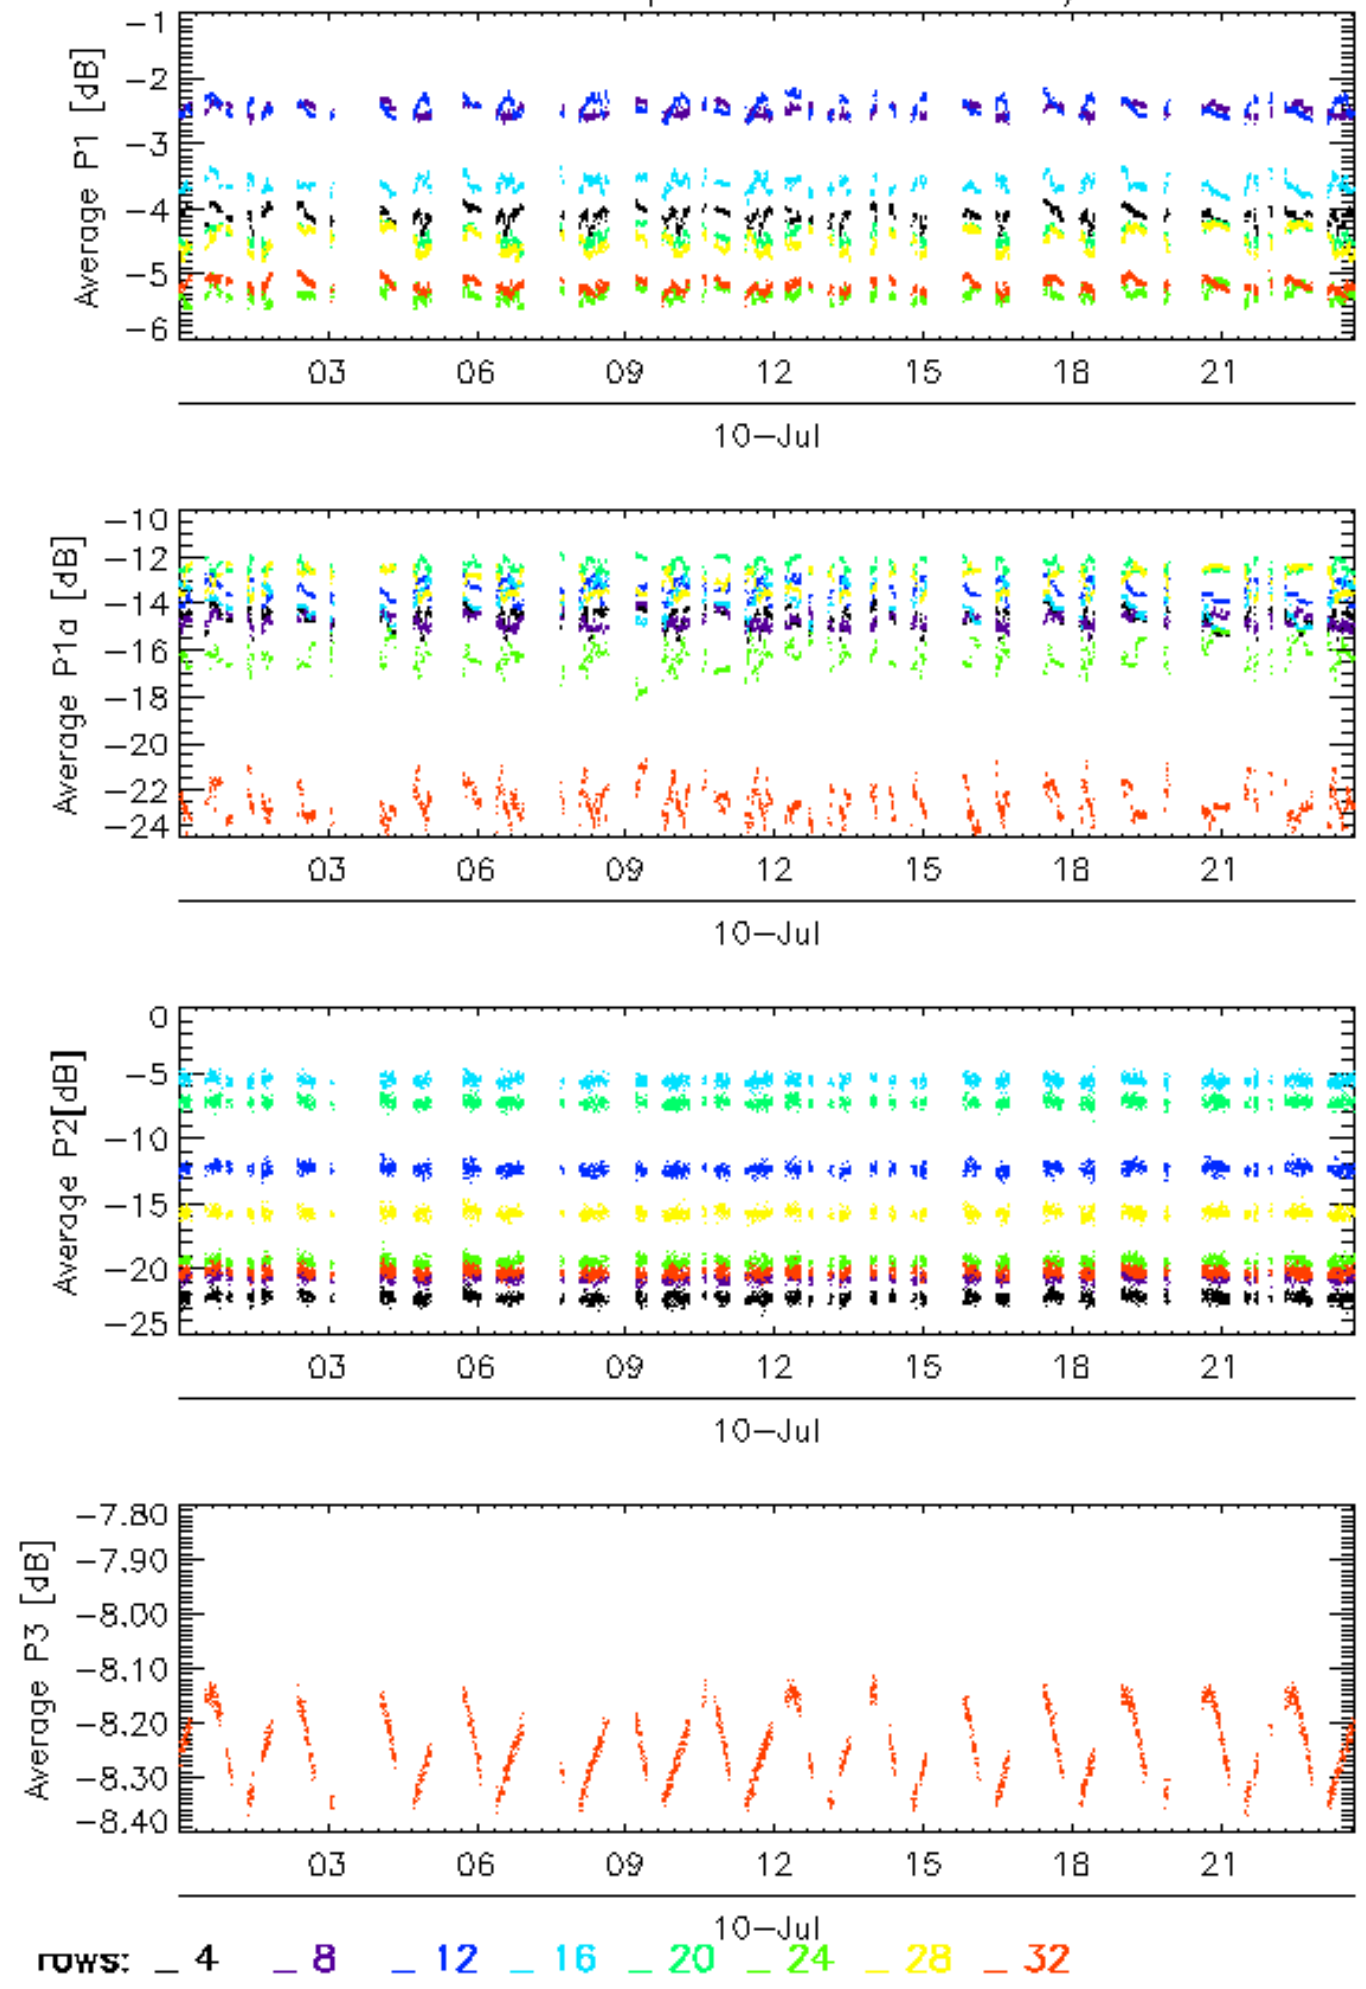 Average P1 [dB]
-1
-2
-3
-4
-5
-6
03 06 09 12 15 18 21
10-Jul
Average P1a [dB]
-10
-12
-14
-16
-18
-20
-22
-24
03 06 09 12 15 18 21
10-Jul
Average P2[dB]
0
-5
-10
-15
-20
-25
03 06 09 12 15 18 21
10-Jul
Average P3 [dB]
-7.80
-7.90
-8.00
-8.10
-8.20
-8.30
-8.40
03 06 09 12 15 18 21
10-Jul
rows: _ 4 _ 8 _ 12 _ 16 _ 20 _ 24 _ 28 _ 32